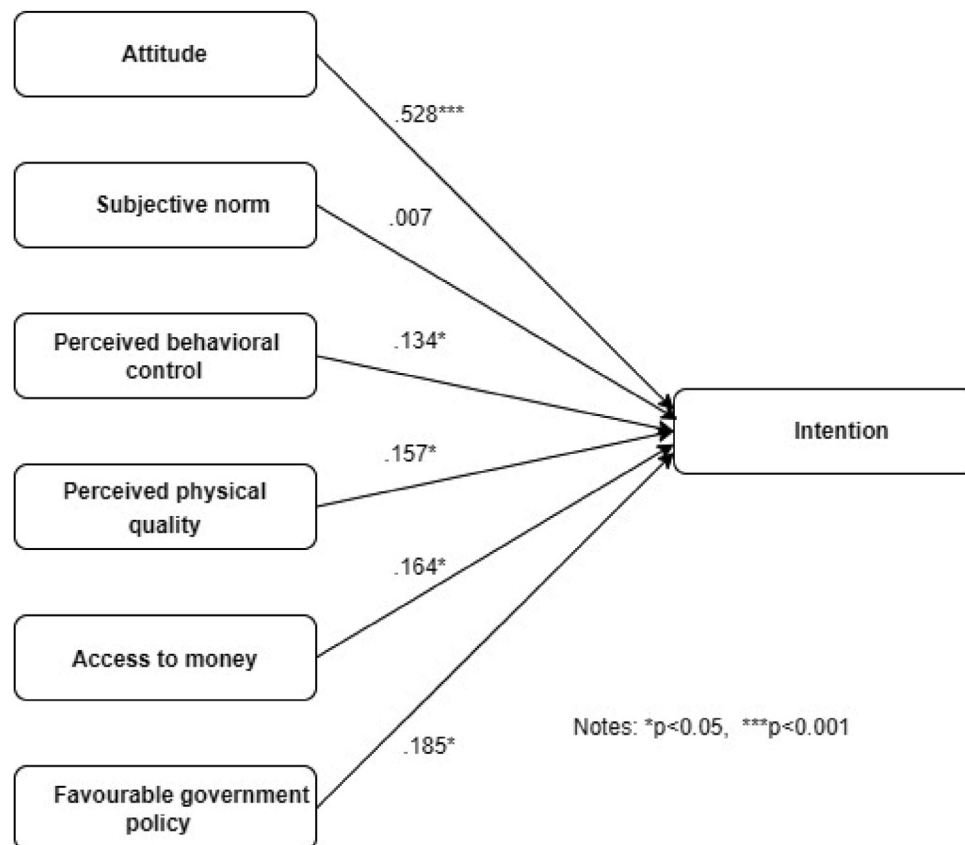 Attitude
.528***
Subjective norm
.007
Perceived behavioral
control
.134*
Intention
.157*
Perceived physical
quality
.164*
Access to money
Notes: *p<0.05, ***p<0.001
.185*
Favourable government
policy